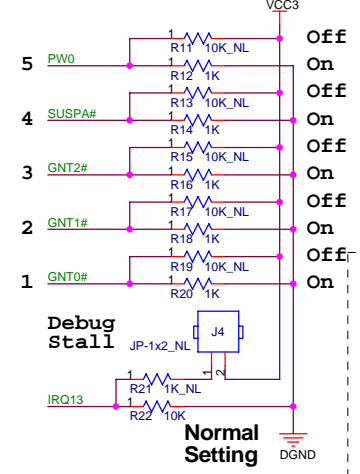 VCC3
1 R11 10K_NL Off
5 PW0 1 R12 1K On
1 R13 10K_NL Off
4 SUSPA# 1 R14 1K On
1 R15 10K_NL Off
3 GNT2# 1 R16 1K On
1 R17 10K_NL Off
2 GNT1# 1 R18 1K On
1 R19 10K_NL Off
1 GNT0# 1 R20 1K On
Debug
Stall
JP-1x2_NL J4
1 2
1 R21 1K_NL
IRQ13 1 R22 10K
Normal
Setting
DGND